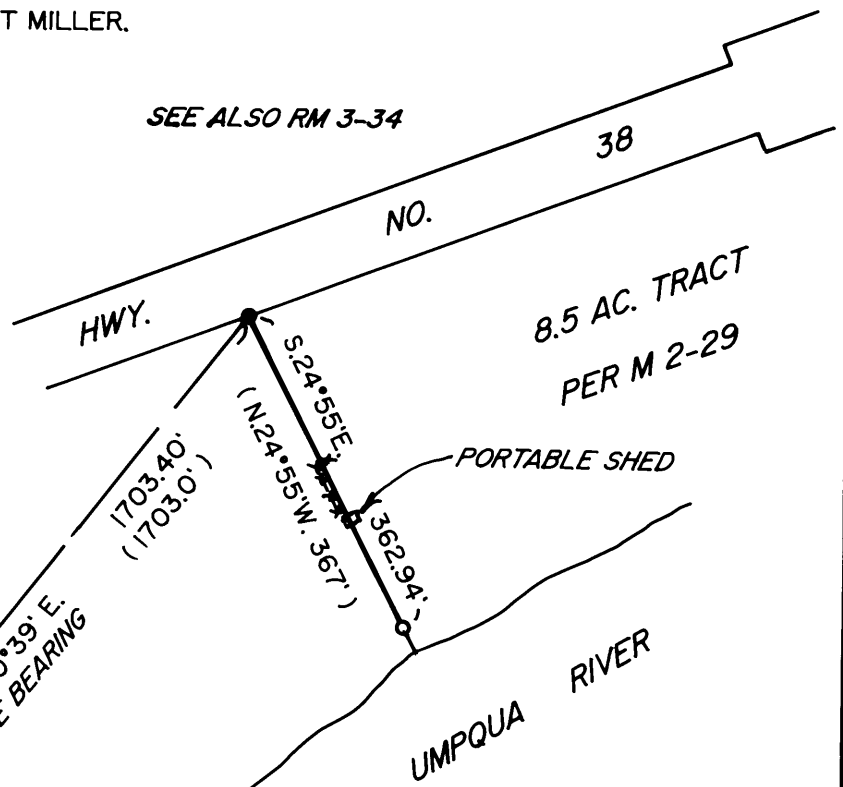 T MILLER.
SEE ALSO RM 3-34
38
NO.
HWY.
8.5 AC. TRACT
PER M 2-29
S.24°55'E.
362.94'
(N.24°55'W. 367')
PORTABLE SHED
1703.40'
(1703.0')
0°39' E.
E BEARING
UMPQUA RIVER